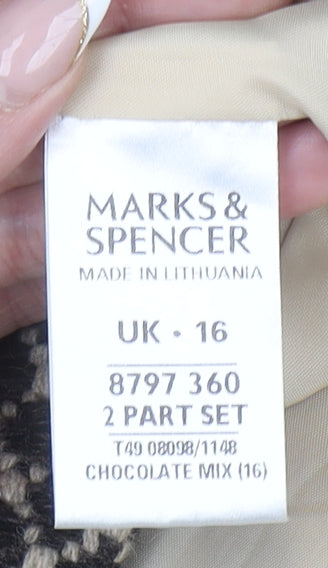 MARKS &
SPENCER
MADE IN LITHUANIA
UK • 16
8797 360
2 PART SET
T49 08098/1148
CHOCOLATE MIX (16)